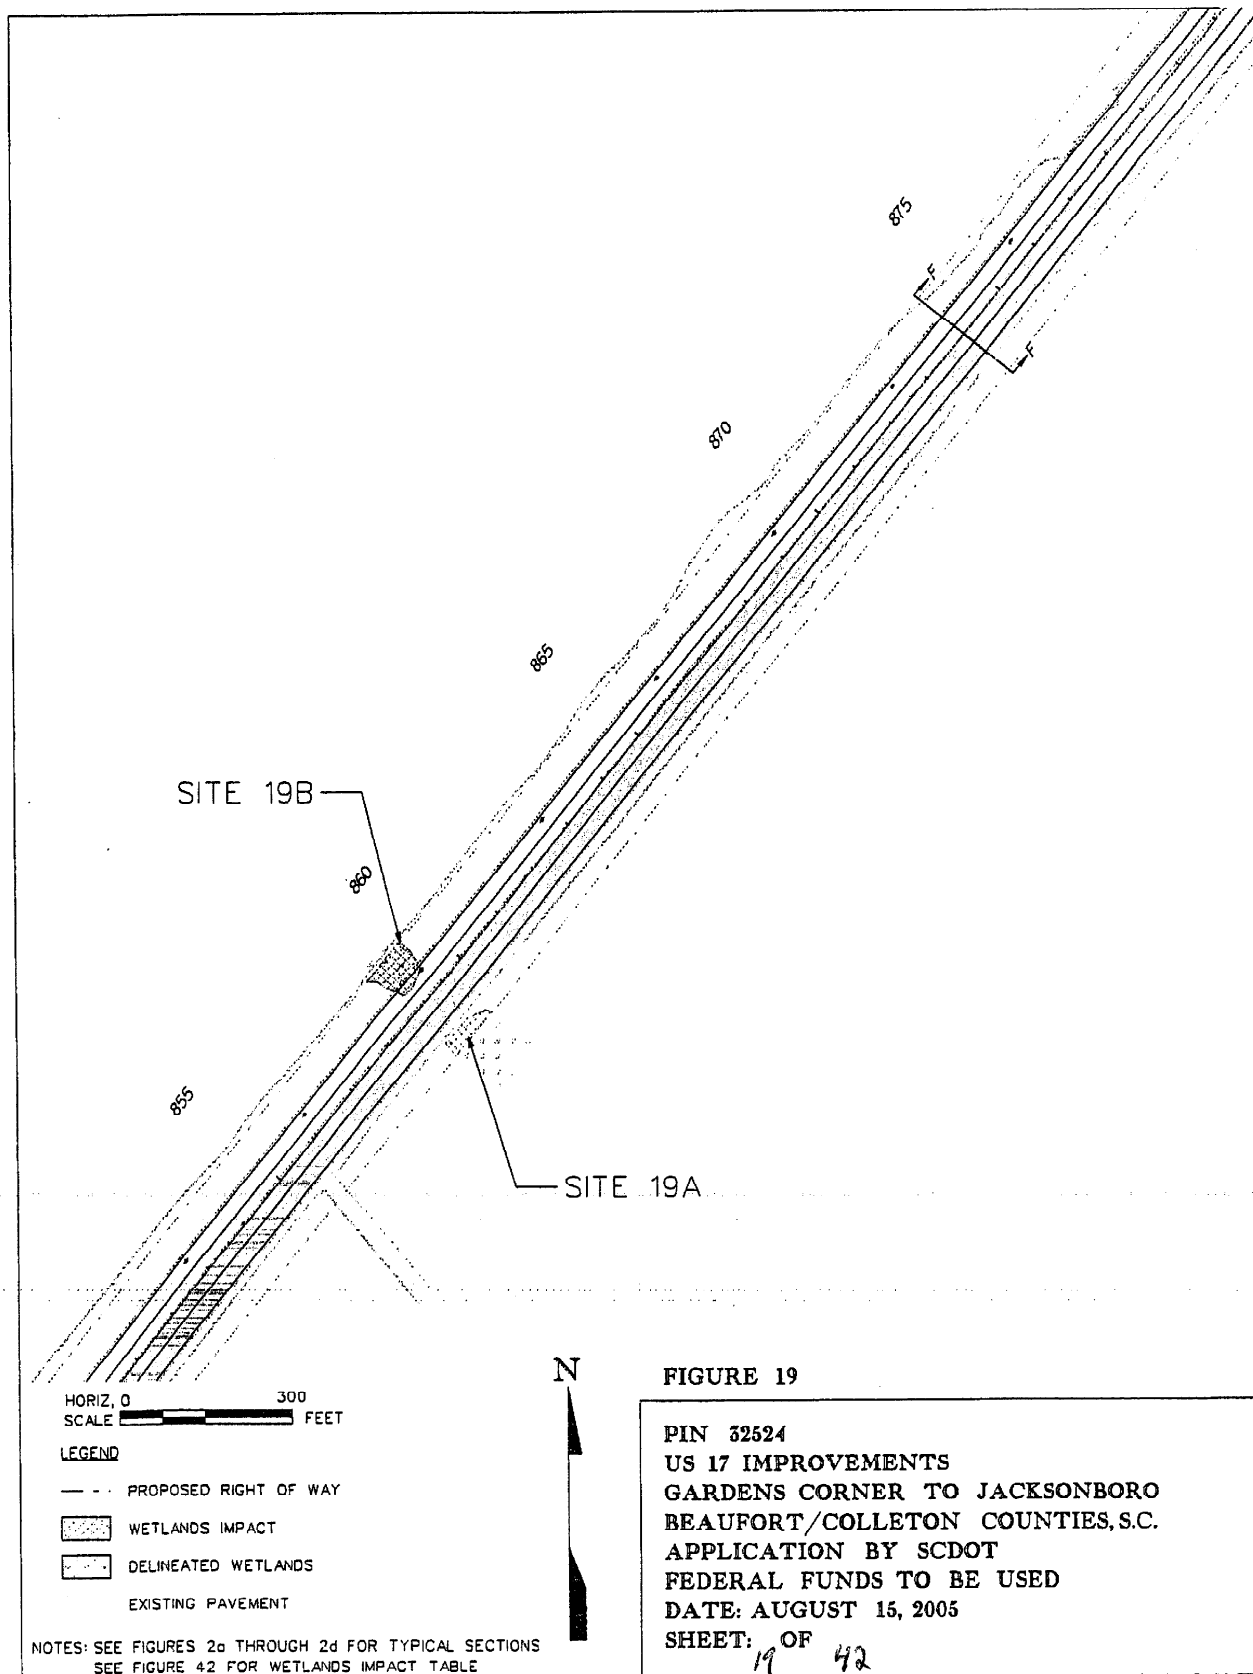 875
F
F
870
865
SITE 19B
860
855
SITE 19A
HORIZ. 0 300
SCALE FEET
LEGEND
PROPOSED RIGHT OF WAY
WETLANDS IMPACT
DELINEATED WETLANDS
EXISTING PAVEMENT
NOTES: SEE FIGURES 2a THROUGH 2d FOR TYPICAL SECTIONS
SEE FIGURE 42 FOR WETLANDS IMPACT TABLE
N
FIGURE 19
PIN 32524
US 17 IMPROVEMENTS
GARDENS CORNER TO JACKSONBORO
BEAUFORT/COLLETON COUNTIES, S.C.
APPLICATION BY SCDOT
FEDERAL FUNDS TO BE USED
DATE: AUGUST 15, 2005
SHEET: 19 OF 42